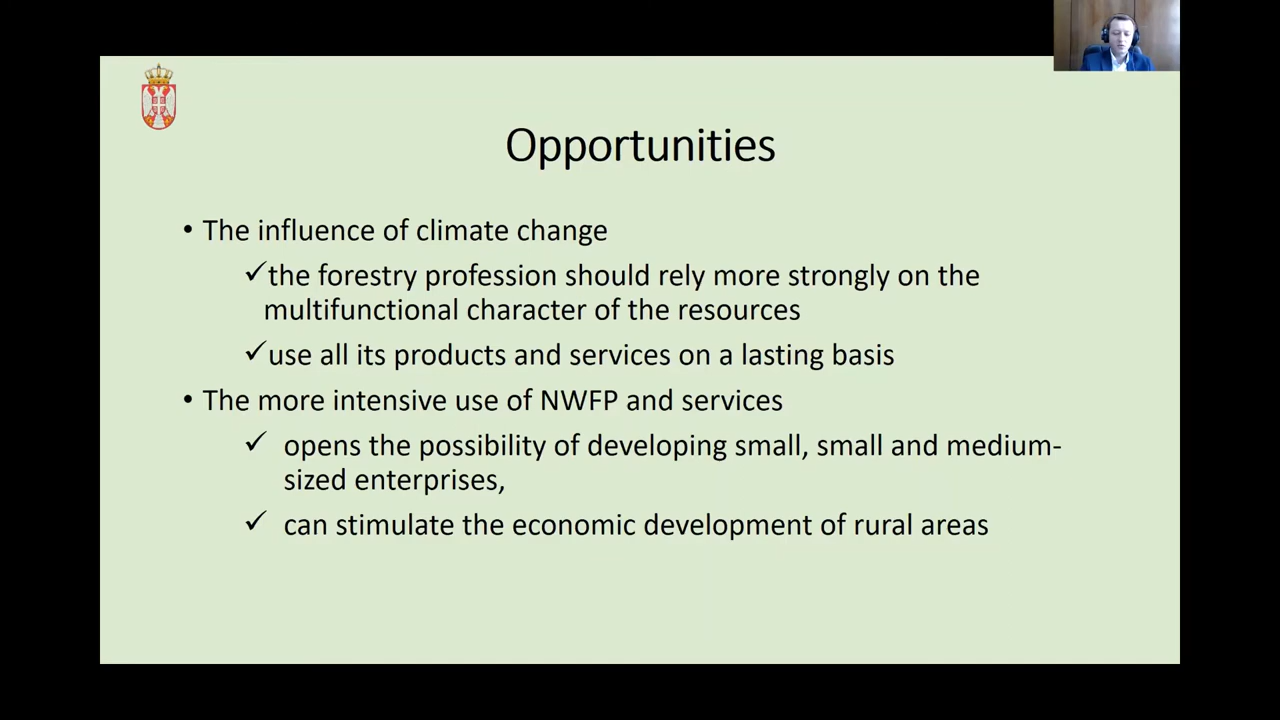 Opportunities
• The influence of climate change
✓the forestry profession should rely more strongly on the
multifunctional character of the resources
✓use all its products and services on a lasting basis
• The more intensive use of NWFP and services
✓ opens the possibility of developing small, small and medium-
sized enterprises,
✓ can stimulate the economic development of rural areas